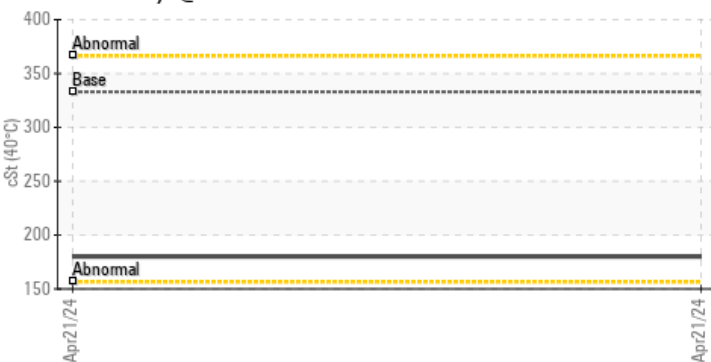 400
Abnormal
350
Base
300
cSt (40°C)
250
200
Abnormal
150
Apr21/24
Apr21/24